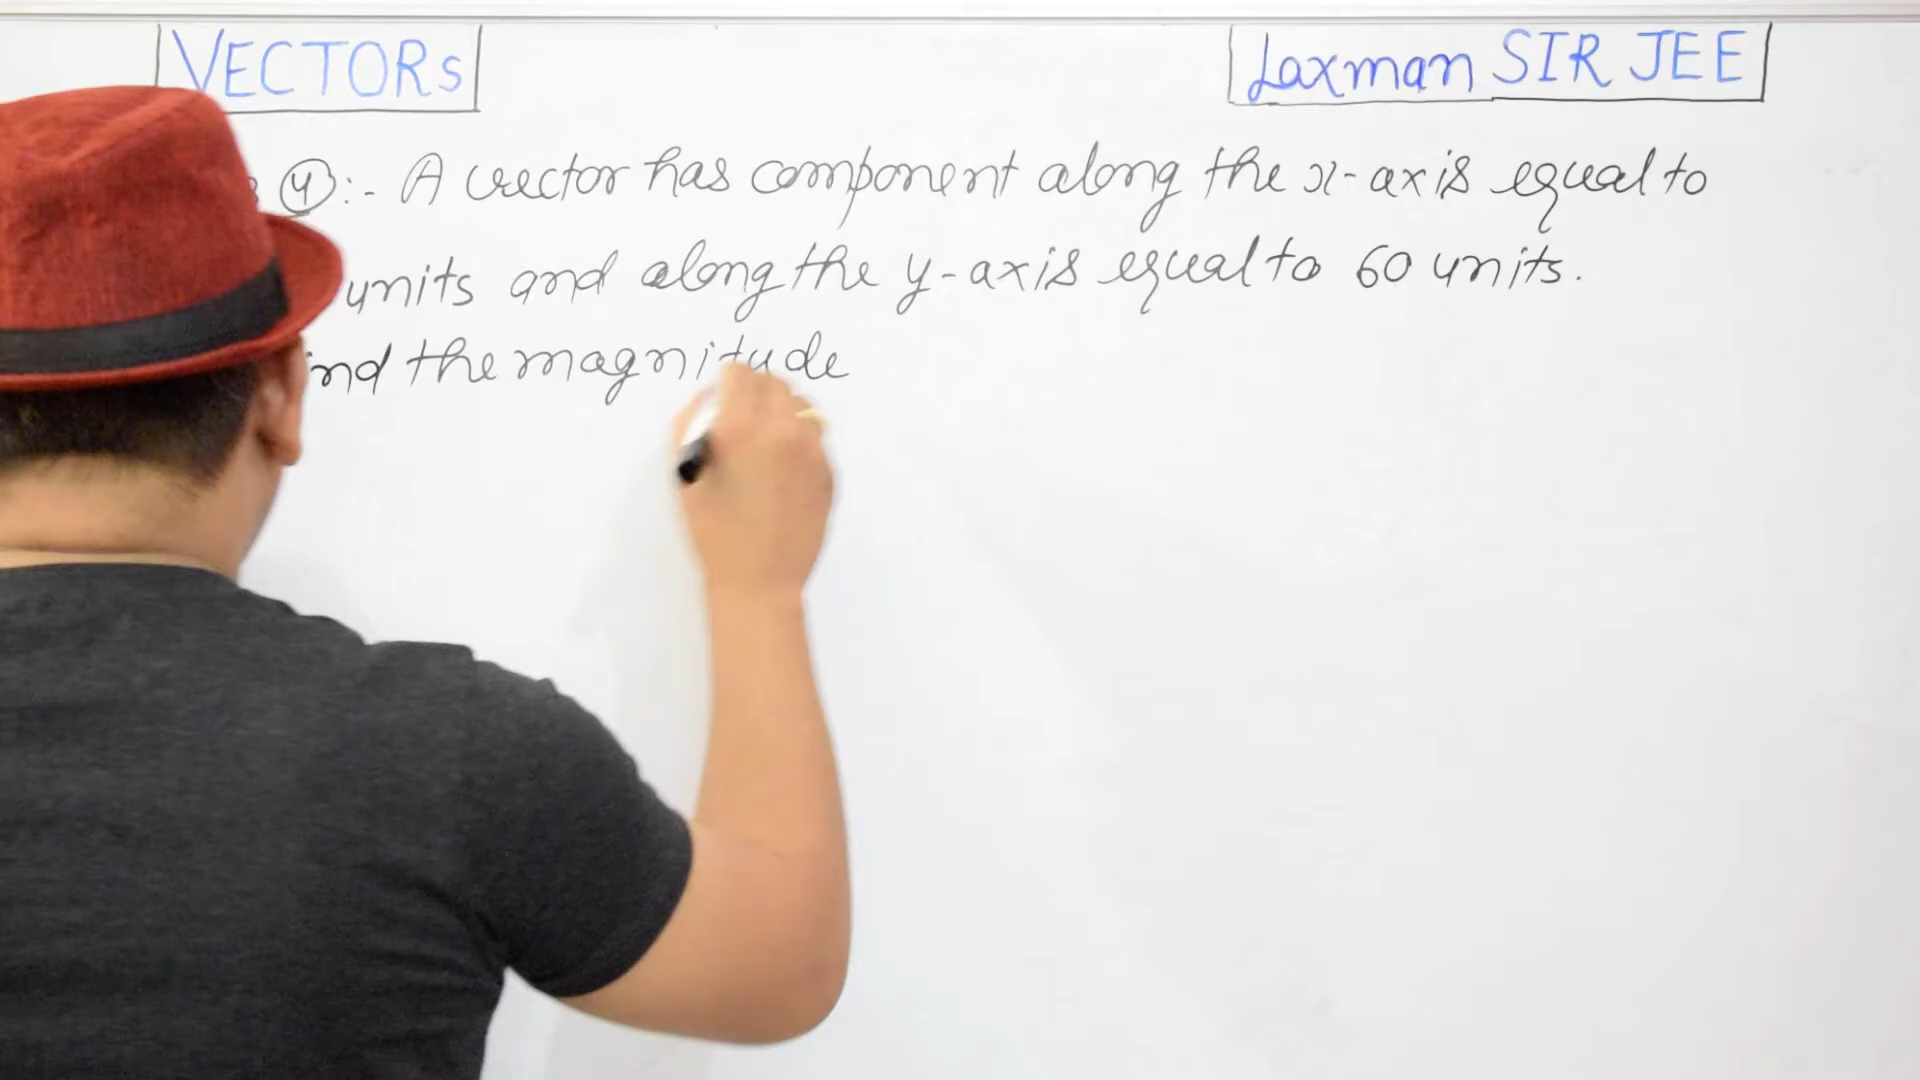 VECTORs
Laxman SIR JEE
④:- A vector has component along the x-axis equal to
units and along the y-axis equal to 60 units.
the magnitude